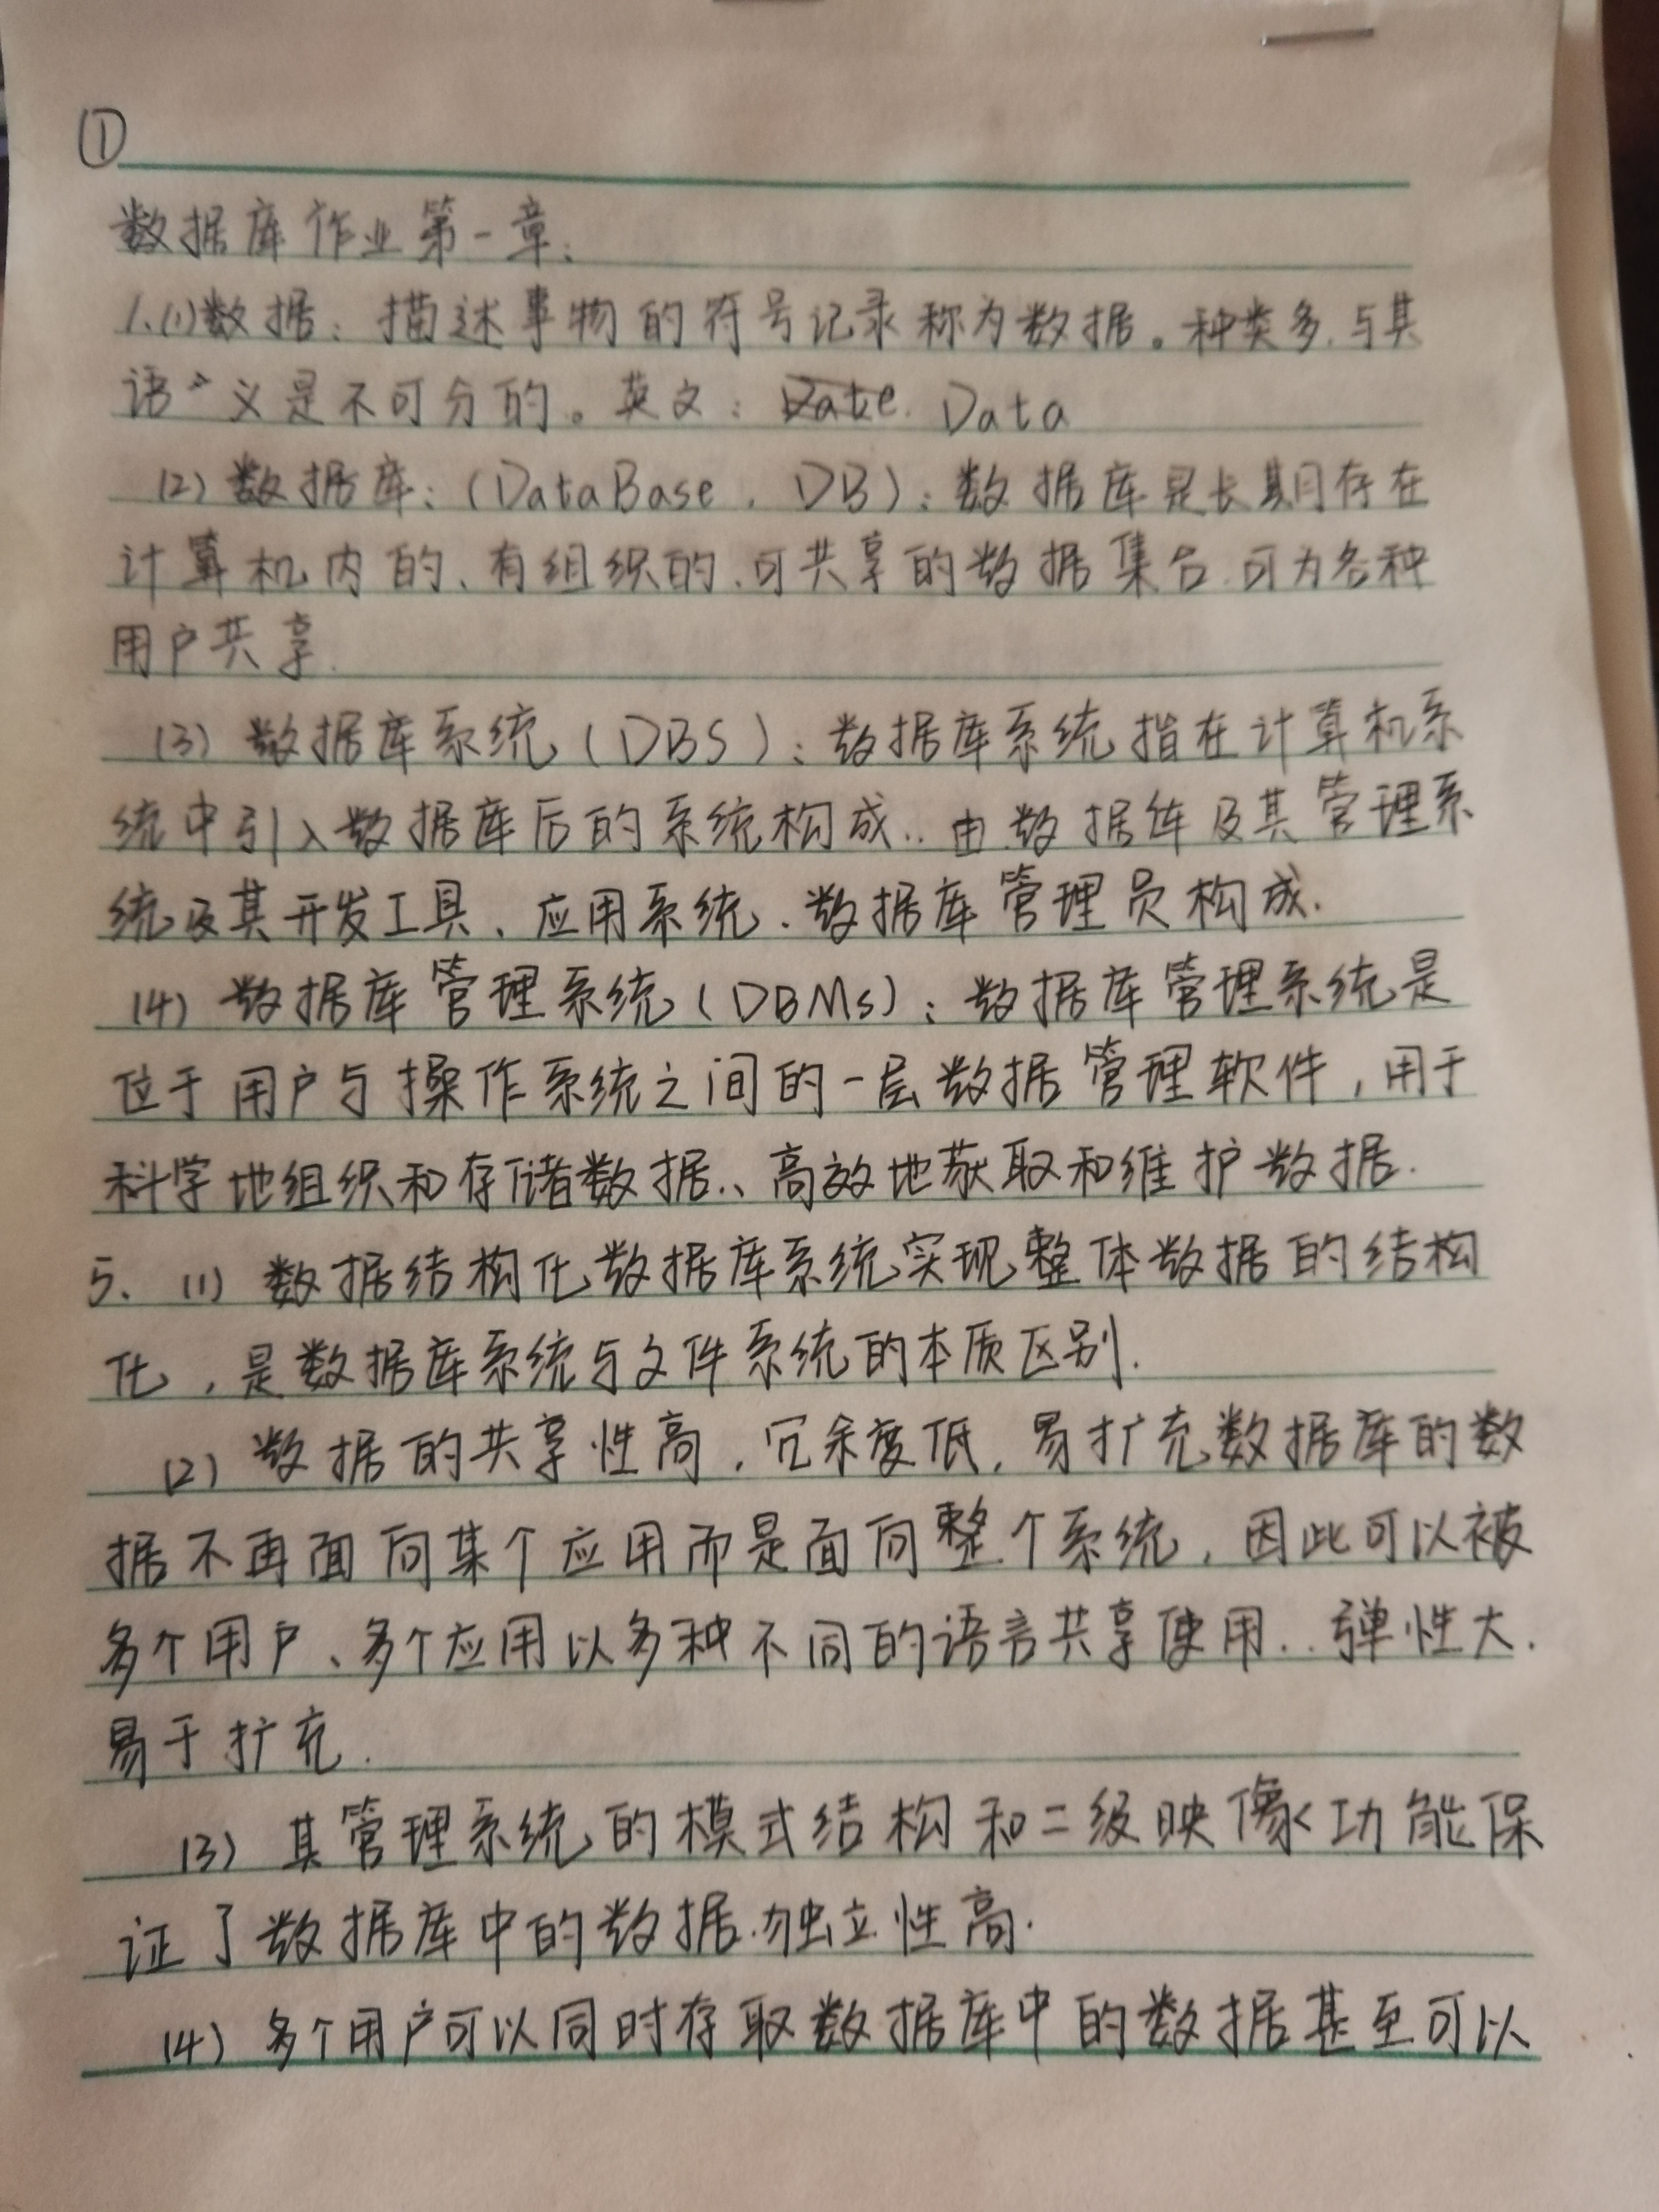 ①
数据库作业第一章:
1.(1)数据:描述事物的符号记录称为数据。种类多,与其
语义是不可分的。英文: Date. Data
(2)数据库:(DataBase, DB):数据库是长期存在
计算机内的、有组织的、可共享的数据集合,可为各种
用户共享.
(3)数据库系统(DBS):数据库系统指在计算机系
统中引入数据库后的系统构成..由数据库及其管理系
统及其开发工具、应用系统、数据库管理员构成.
(4)数据库管理系统(DBMs):数据库管理系统是
位于用户与操作系统之间的一层数据管理软件,用于
科学地组织和存储数据、高效地获取和维护数据.
5. (1)数据结构化数据库系统实现整体数据的结构
化,是数据库系统与文件系统的本质区别.
(2)数据的共享性高,冗余度低,易扩充数据库的数
据不再面向某个应用而是面向整个系统,因此可以被
多个用户、多个应用以多种不同的语言共享使用..弹性大.
易于扩充.
(3)其管理系统的模式结构和二级映像功能保
证了数据库中的数据独立性高.
(4)多个用户可以同时存取数据库中的数据甚至可以